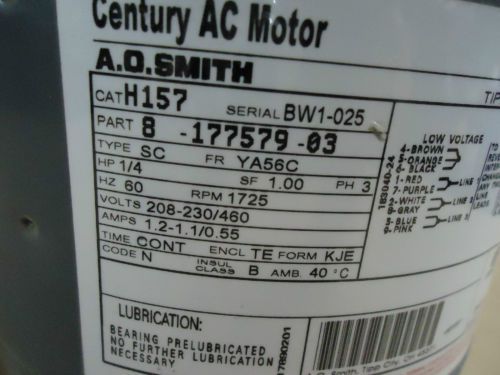 Century AC Motor
A.O.SMITH
TIP
CAT H157 SERIAL BW1-025
PART 8 -177579 -03
TYPE SC FR YA56C
HP 1/4 SF 1.00 PH 3
HZ 60 RPM 1725
VOLTS 208-230/460
AMPS 1.2-1.1/0.55
TIME CONT ENCL TE FORM KJE
CODE N INSUL CLASS B AMB. 40 °C
183040-24
LOW VOLTAGE
4-BROWN
5-ORANGE
6-BLACK
1-RED LINE
7-PURPLE
2-WHITE LINE
8-GRAY
3-BLUE LINE
9-PINK
LUBRICATION:
BEARING PRELUBRICATED
NO FURTHER LUBRICATION
NECESSARY
17890201